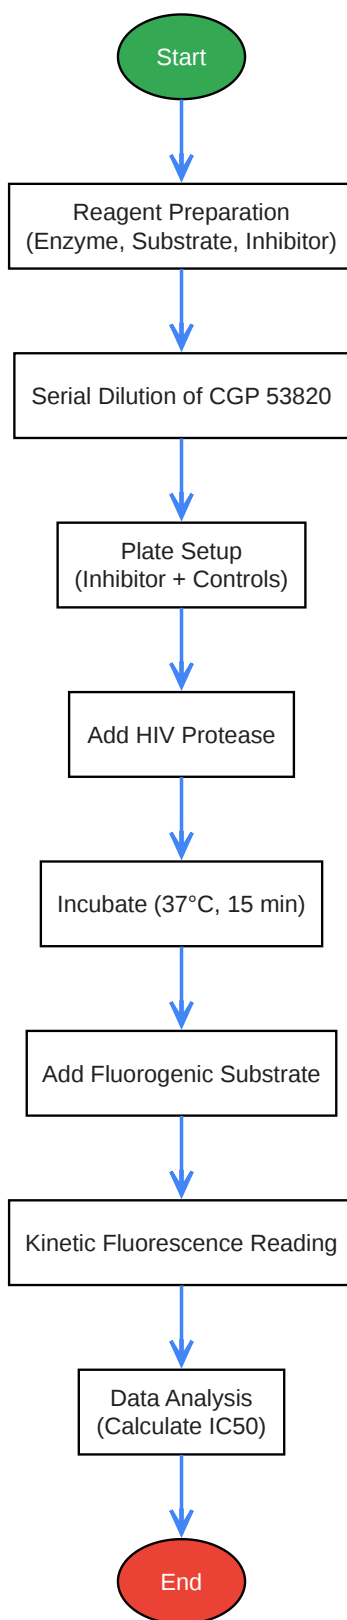 Start
Reagent Preparation
(Enzyme, Substrate, Inhibitor)
Serial Dilution of CGP 53820
Plate Setup
(Inhibitor + Controls)
Add HIV Protease
Incubate (37°C, 15 min)
Add Fluorogenic Substrate
Kinetic Fluorescence Reading
Data Analysis
(Calculate IC50)
End